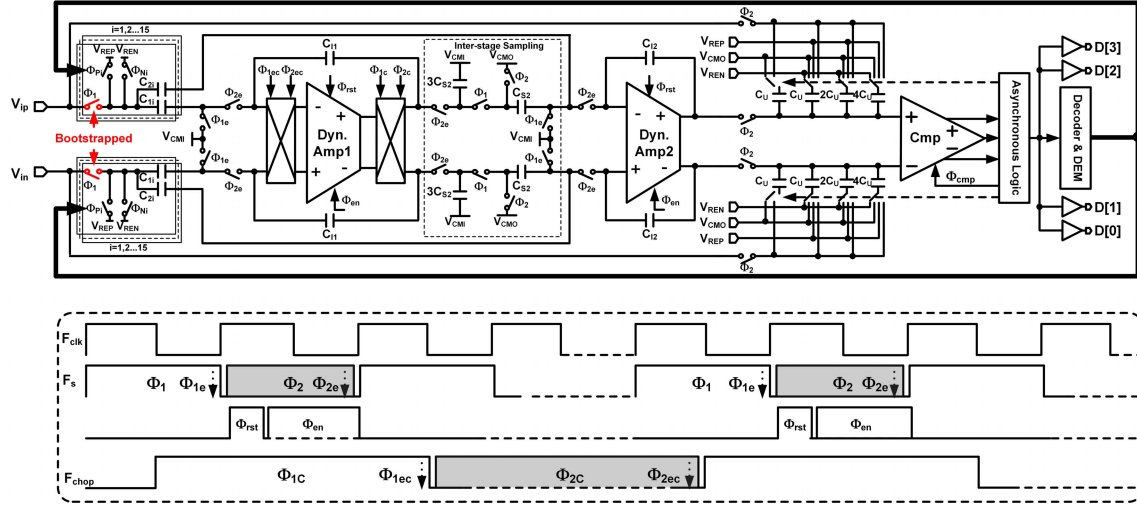 i=1,2...15
V_REP V_REN
Φ_Pi Φ_Ni
C_2i
C_1i
V_ip
Φ_1
Bootstrapped
V_in
Φ_1
C_1i
C_2i
Φ_Pi Φ_Ni
V_REP V_REN
i=1,2...15
Φ_2e
Φ_1e
V_CMI
Φ_1e
Φ_2e
C_I1
Φ_1ec Φ_2ec
Φ_rst
Φ_1c Φ_2c
- +
Dyn.
Amp1
+ -
Φ_en
C_I1
Inter-stage Sampling
V_CMI V_CMO
3C_S2 Φ_2
Φ_1 C_S2
Φ_2e
Φ_1e
V_CMI
Φ_1e
Φ_2e
3C_S2 Φ_1 C_S2
Φ_2
V_CMI V_CMO
Φ_2e
Φ_2e
C_I2
Φ_rst
- +
Dyn.
Amp2
+ -
Φ_en
C_I2
Φ_2
V_REP
V_CMO
V_REN
Φ_2
C_U C_U 2C_U 4C_U
Φ_2
C_U C_U 2C_U 4C_U
V_REN
V_CMO
V_REP
Φ_2
+ +
Cmp
- -
Φ_cmp
Asynchronous Logic
Decoder & DEM
D[3]
D[2]
D[1]
D[0]
F_clk
F_s Φ_1 Φ_1e Φ_2 Φ_2e Φ_1 Φ_1e Φ_2 Φ_2e
Φ_rst Φ_en Φ_rst Φ_en
F_chop Φ_1C Φ_1ec Φ_2C Φ_2ec